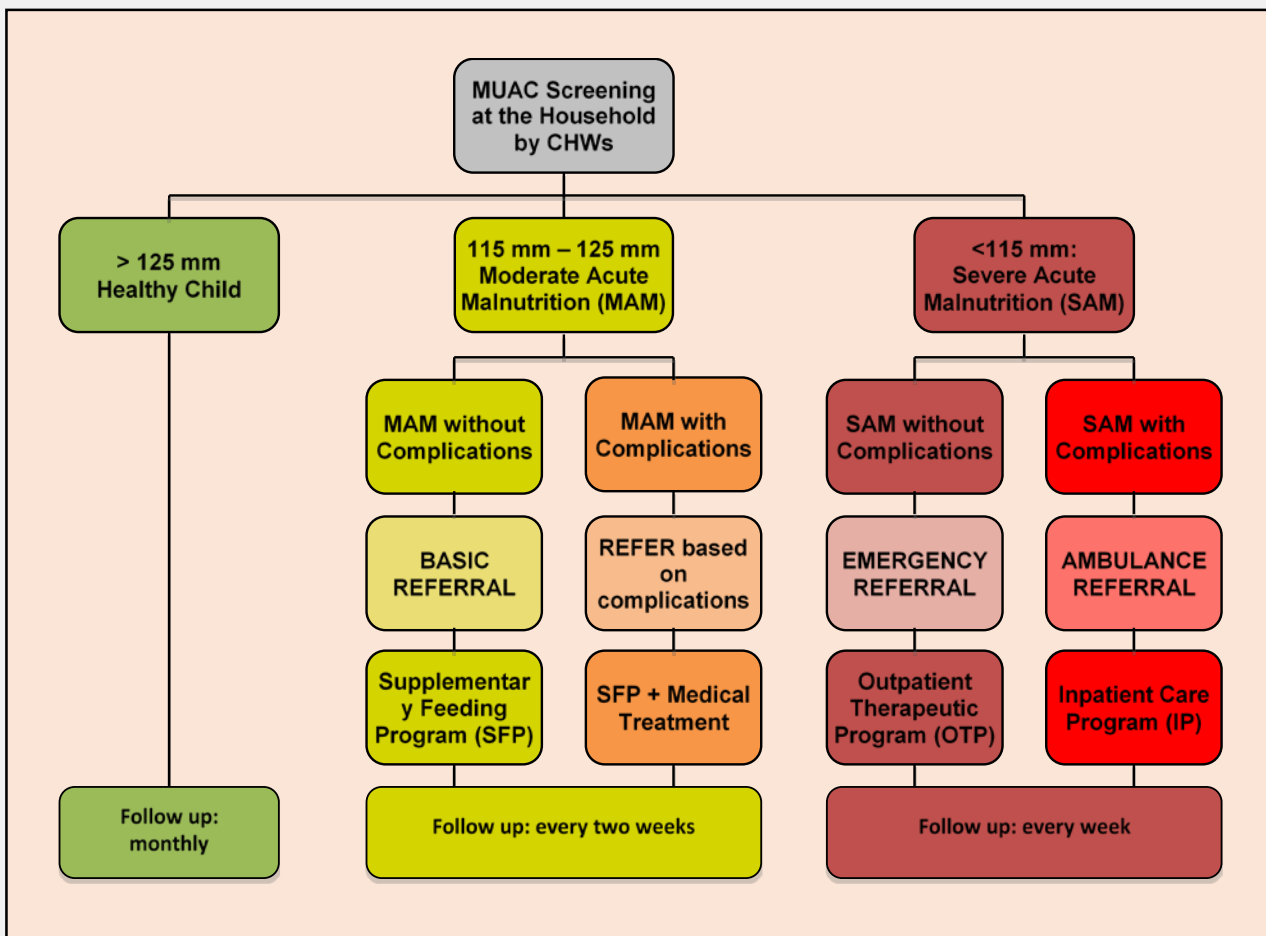 MUAC Screening
at the Household
by CHWs
> 125 mm
Healthy Child
115 mm – 125 mm
Moderate Acute
Malnutrition (MAM)
<115 mm:
Severe Acute
Malnutrition (SAM)
MAM without
Complications
MAM with
Complications
SAM without
Complications
SAM with
Complications
BASIC
REFERRAL
REFER based
on
complications
EMERGENCY
REFERRAL
AMBULANCE
REFERRAL
Supplementar
y Feeding
Program (SFP)
SFP + Medical
Treatment
Outpatient
Therapeutic
Program (OTP)
Inpatient Care
Program (IP)
Follow up:
monthly
Follow up: every two weeks
Follow up: every week